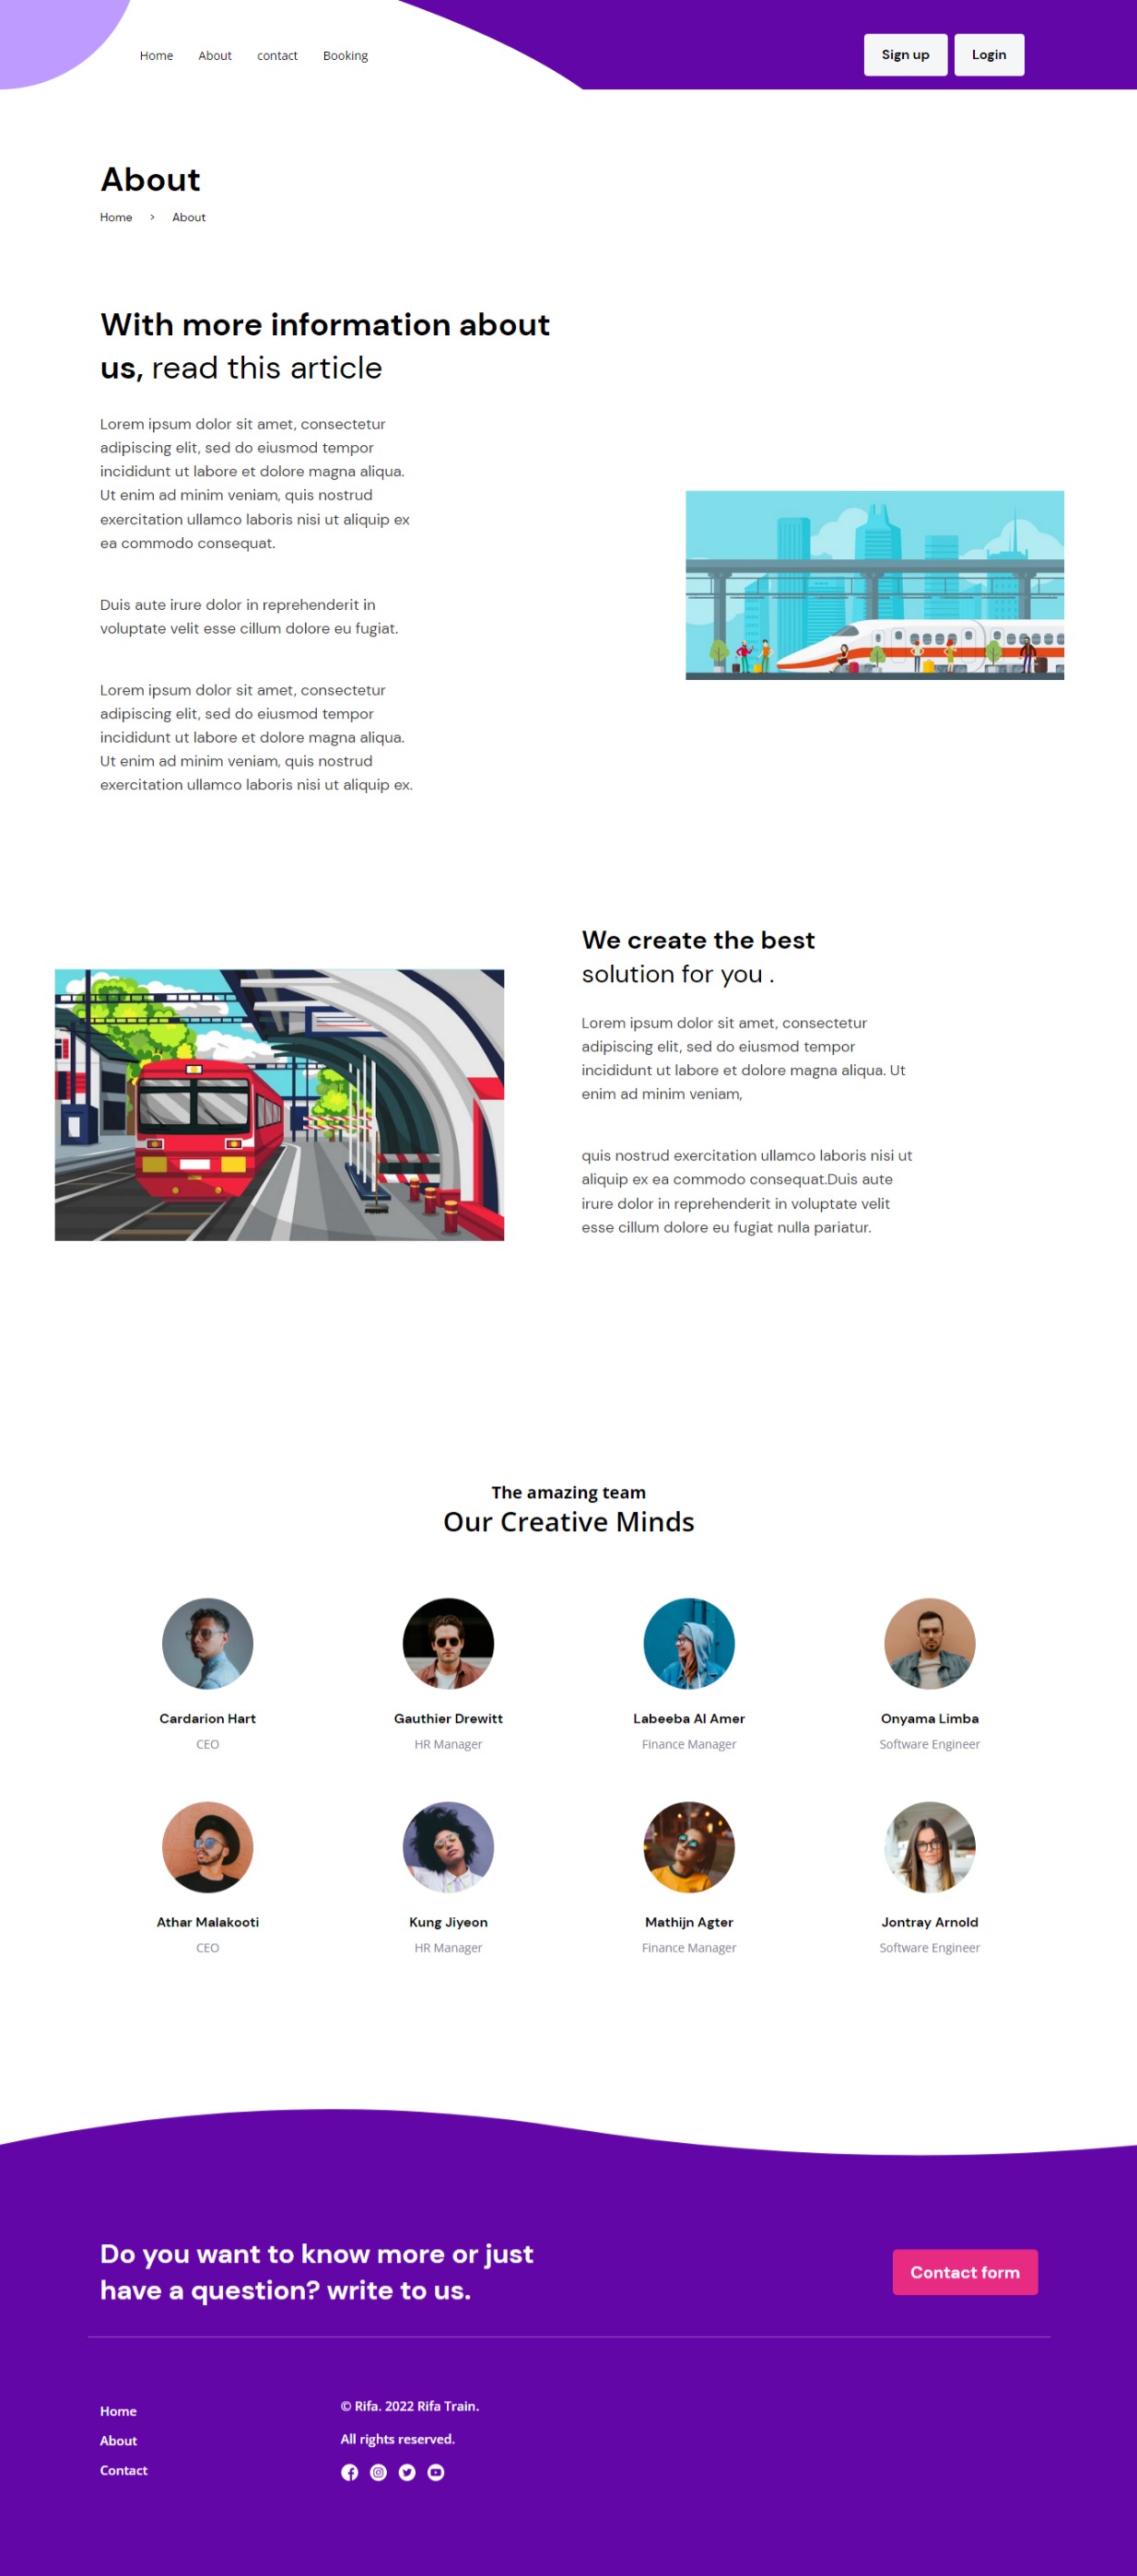 Home About contact Booking Sign up Login
About
Home > About
With more information about
us, read this article
Lorem ipsum dolor sit amet, consectetur
adipiscing elit, sed do eiusmod tempor
incididunt ut labore et dolore magna aliqua.
Ut enim ad minim veniam, quis nostrud
exercitation ullamco laboris nisi ut aliquip ex
ea commodo consequat.
Duis aute irure dolor in reprehenderit in
voluptate velit esse cillum dolore eu fugiat.
Lorem ipsum dolor sit amet, consectetur
adipiscing elit, sed do eiusmod tempor
incididunt ut labore et dolore magna aliqua.
Ut enim ad minim veniam, quis nostrud
exercitation ullamco laboris nisi ut aliquip ex.
We create the best
solution for you .
Lorem ipsum dolor sit amet, consectetur
adipiscing elit, sed do eiusmod tempor
incididunt ut labore et dolore magna aliqua. Ut
enim ad minim veniam,
quis nostrud exercitation ullamco laboris nisi ut
aliquip ex ea commodo consequat.Duis aute
irure dolor in reprehenderit in voluptate velit
esse cillum dolore eu fugiat nulla pariatur.
The amazing team
Our Creative Minds
Cardarion Hart
CEO
Gauthier Drewitt
HR Manager
Labeeba Al Amer
Finance Manager
Onyama Limba
Software Engineer
Athar Malakooti
CEO
Kung Jiyeon
HR Manager
Mathijn Agter
Finance Manager
Jontray Arnold
Software Engineer
Do you want to know more or just
have a question? write to us.
Contact form
Home
About
Contact
© Rifa. 2022 Rifa Train.
All rights reserved.